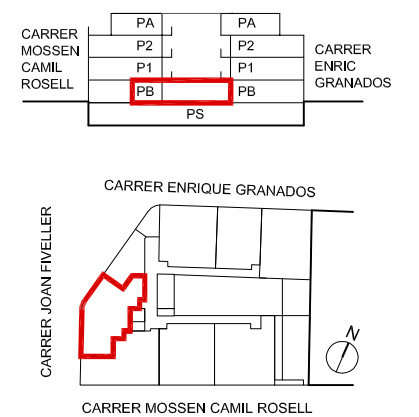 PA
PA
CARRER
MOSSEN
CAMIL
ROSELL
P2
P2
P1
P1
PB
PB
CARRER
ENRIC
GRANADOS
PS
CARRER ENRIQUE GRANADOS
CARRER JOAN FIVELLER
N
CARRER MOSSEN CAMIL ROSELL